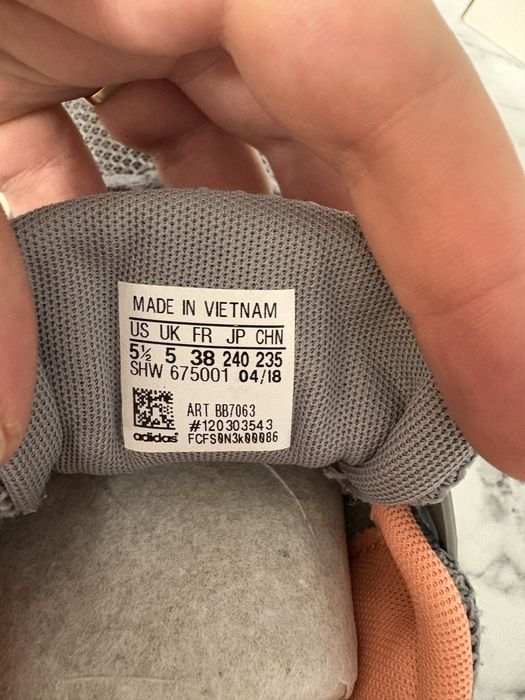 MADE IN VIETNAM
US UK FR JP CHN
5½ 5 38 240 235
SHW 675001 04/18
ART BB7063
#120303543
adidas FCFS0N3k00086